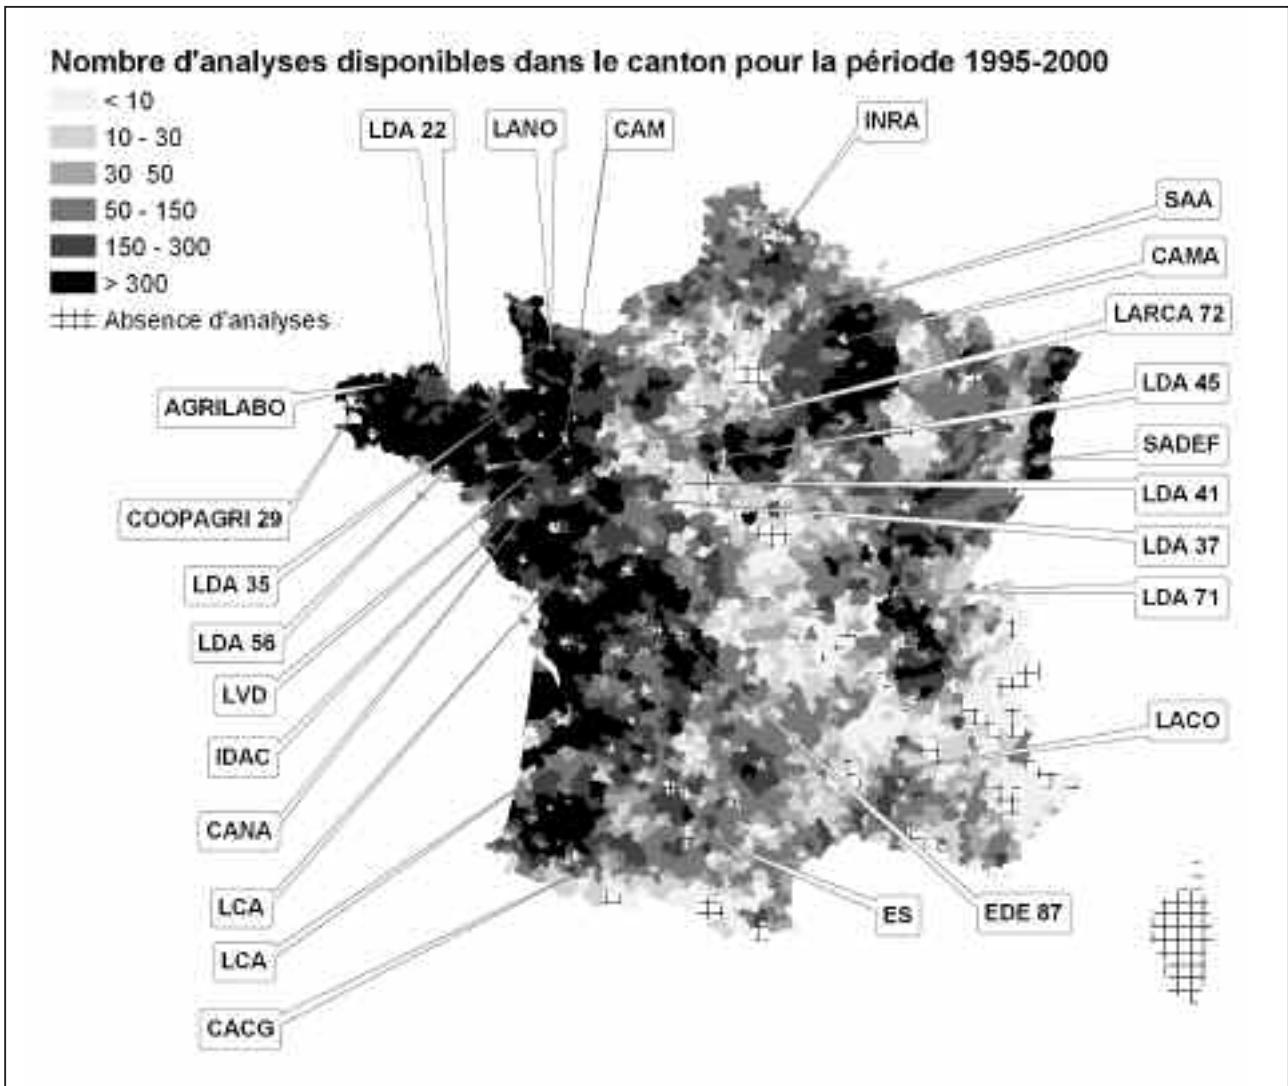 Nombre d'analyses disponibles dans le canton pour la période 1995-2000
< 10
10 - 30
30 50
50 - 150
150 - 300
> 300
Absence d'analyses
LDA 22
LANO
CAM
INRA
SAA
CAMA
LARCA 72
LDA 45
SADEF
LDA 41
LDA 37
LDA 71
LACO
AGRILABO
COOPAGRI 29
LDA 35
LDA 56
LVD
IDAC
CANA
LCA
LCA
CACG
ES
EDE 87